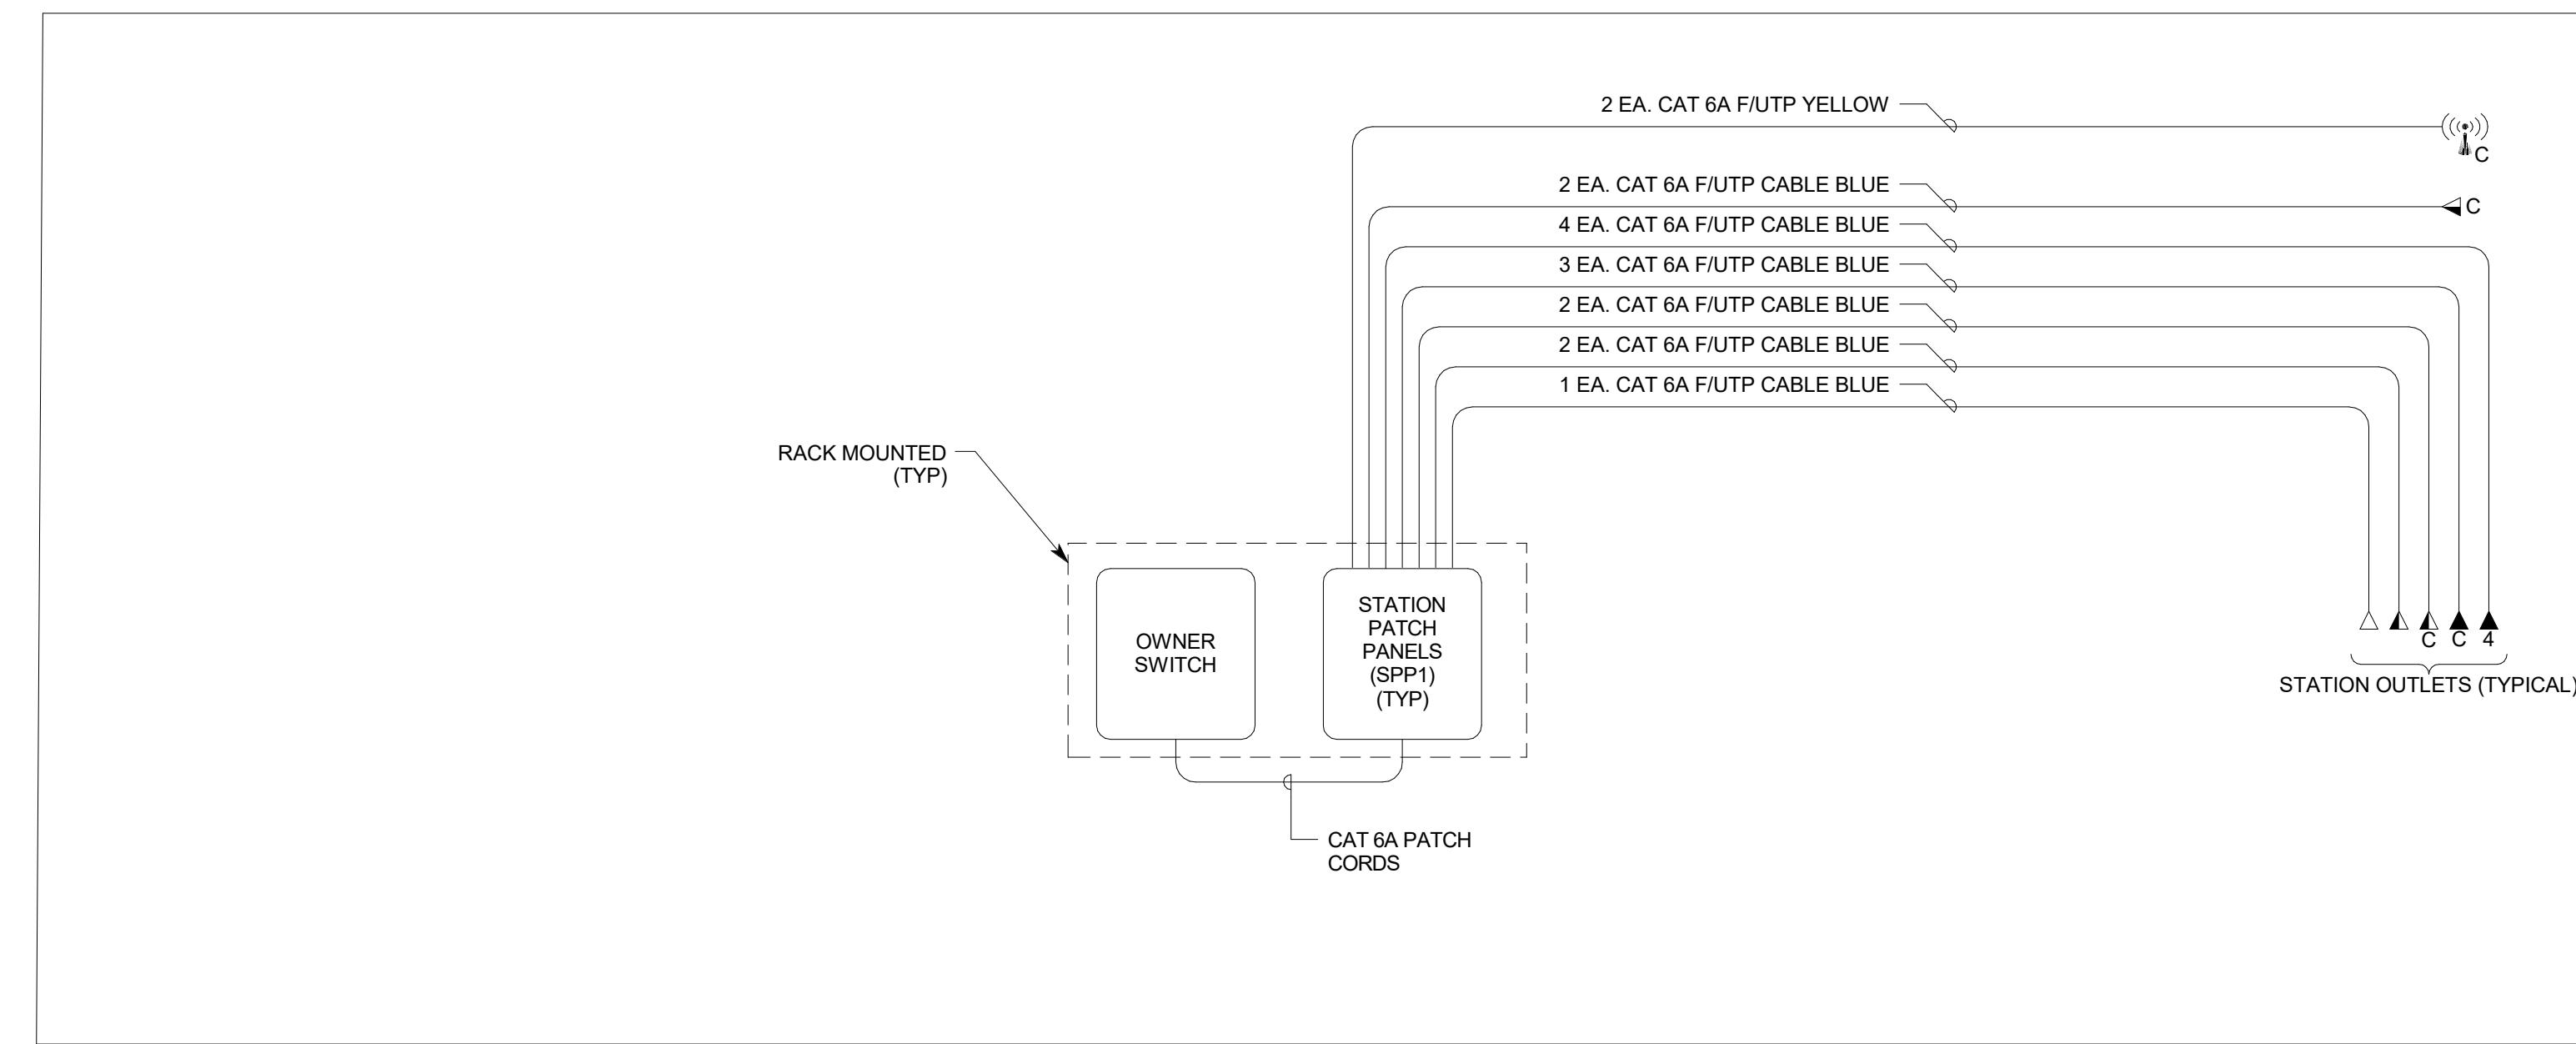 2 EA. CAT 6A F/UTP YELLOW
C
2 EA. CAT 6A F/UTP CABLE BLUE
C
4 EA. CAT 6A F/UTP CABLE BLUE
3 EA. CAT 6A F/UTP CABLE BLUE
2 EA. CAT 6A F/UTP CABLE BLUE
2 EA. CAT 6A F/UTP CABLE BLUE
1 EA. CAT 6A F/UTP CABLE BLUE
RACK MOUNTED
(TYP)
OWNER
SWITCH
STATION
PATCH
PANELS
(SPP1)
(TYP)
C C 4
STATION OUTLETS (TYPICAL)
CAT 6A PATCH
CORDS